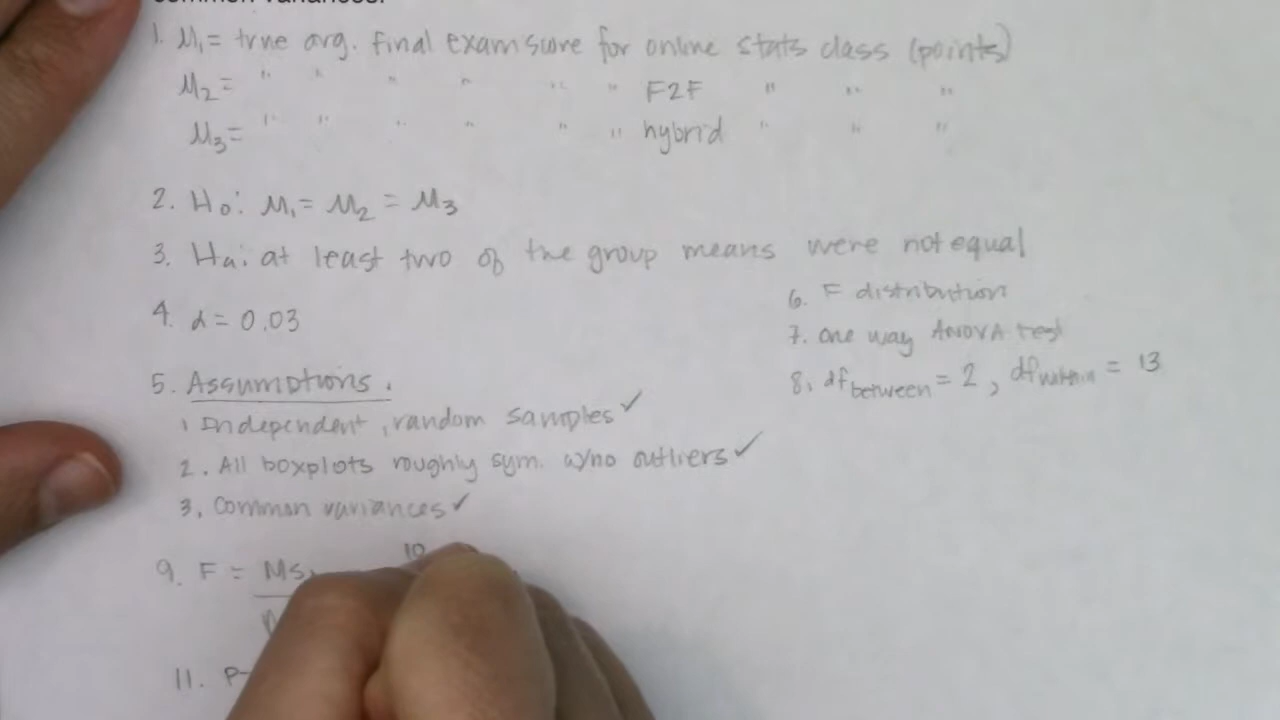 common variances.
1. μ₁ = true avg. final exam score for online stats class (points)
μ₂ = " " " " " " F2F " " "
μ₃ = " " " " " " hybrid " " "
2. H₀: μ₁ = μ₂ = μ₃
3. Ha: at least two of the group means were not equal
4. α = 0.03
5. Assumptions.
1 Independent, random samples ✓
2. All boxplots roughly sym. w/no outliers ✓
3. Common variances ✓
6. F distribution
7. one way ANOVA test
8. df between = 2, df within = 13
9. F = MS
10
11. P-